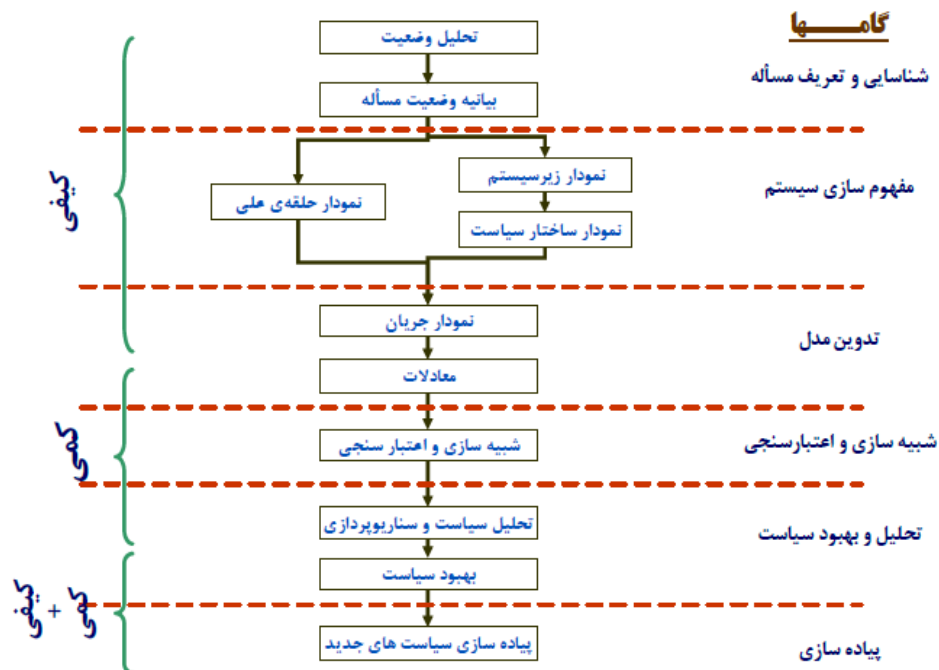 گامـــــها
تحلیل وضعیت
شناسایی و تعریف مسأله
بیانیه وضعیت مسأله
نمودار زیرسیستم
مفهوم سازی سیستم
نمودار حلقه‌ی علی
نمودار ساختار سیاست
کیفی
نمودار جریان
تدوین مدل
معادلات
شبیه سازی و اعتبارسنجی
شبیه سازی و اعتبار سنجی
کمی
تحلیل سیاست و سناریوپردازی
تحلیل و بهبود سیاست
بهبود سیاست
کیفی
+
کمی
پیاده سازی سیاست های جدید
پیاده سازی